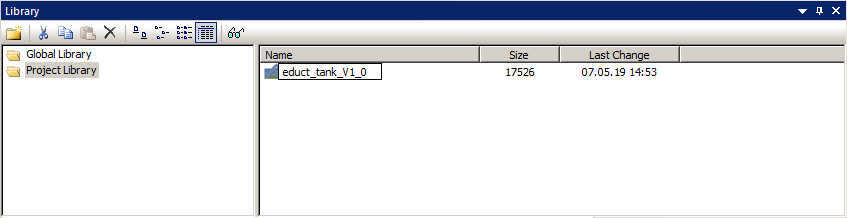 Library
Global Library
Project Library
Name Size Last Change
educt_tank_V1_0 17526 07.05.19 14:53